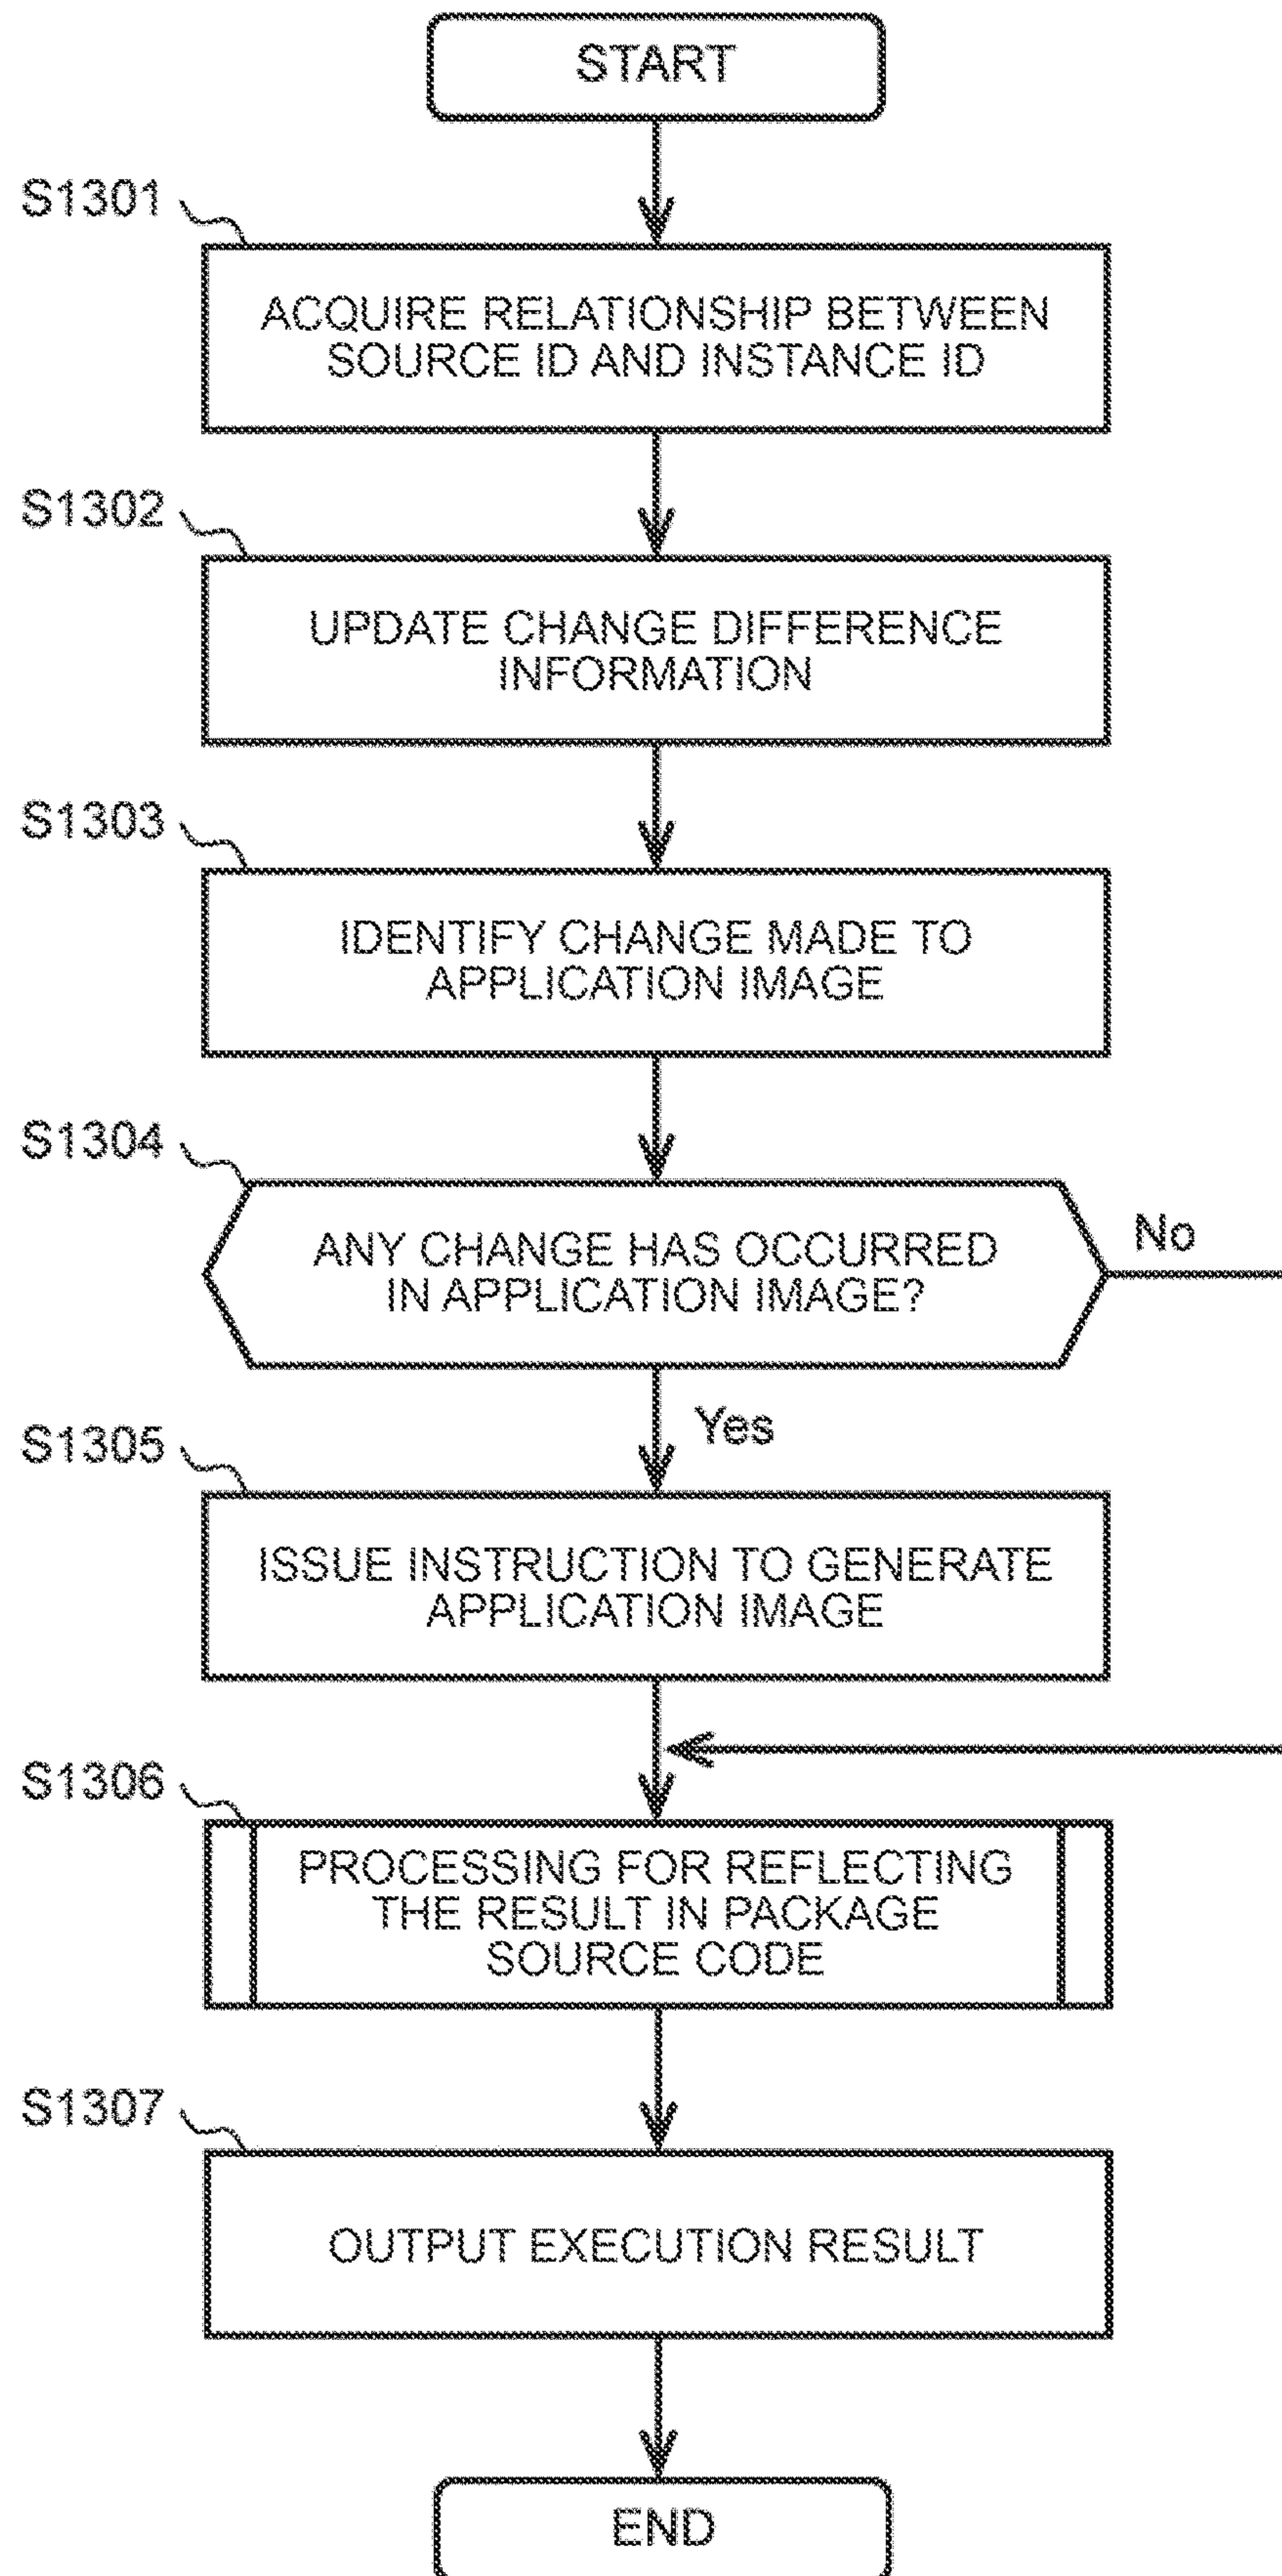 START
S1301
ACQUIRE RELATIONSHIP BETWEEN
SOURCE ID AND INSTANCE ID
S1302
UPDATE CHANGE DIFFERENCE
INFORMATION
S1303
IDENTIFY CHANGE MADE TO
APPLICATION IMAGE
S1304
ANY CHANGE HAS OCCURRED
IN APPLICATION IMAGE?
No
Yes
S1305
ISSUE INSTRUCTION TO GENERATE
APPLICATION IMAGE
S1306
PROCESSING FOR REFLECTING
THE RESULT IN PACKAGE
SOURCE CODE
S1307
OUTPUT EXECUTION RESULT
END